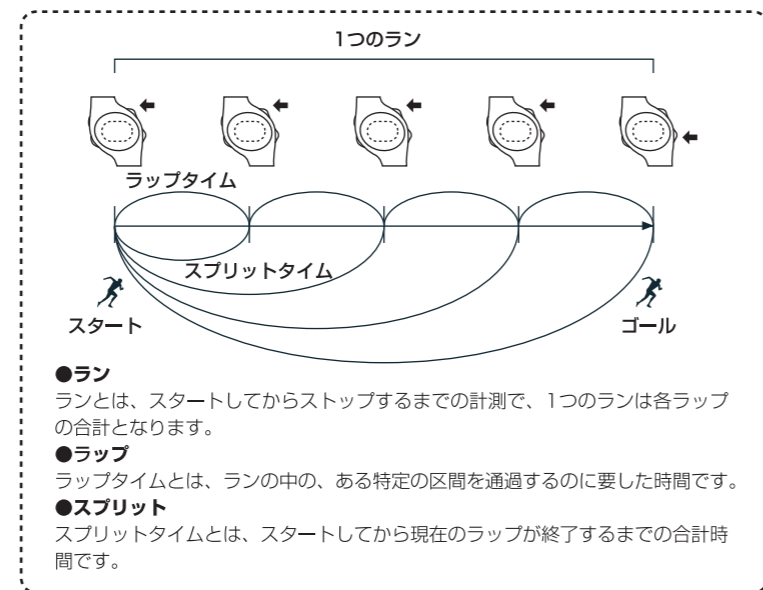 1つのラン
ラップタイム
スプリットタイム
スタート
ゴール
●ラン
ランとは、スタートしてからストップするまでの計測で、1つのランは各ラップ
の合計となります。
●ラップ
ラップタイムとは、ランの中の、ある特定の区間を通過するのに要した時間です。
●スプリット
スプリットタイムとは、スタートしてから現在のラップが終了するまでの合計時
間です。